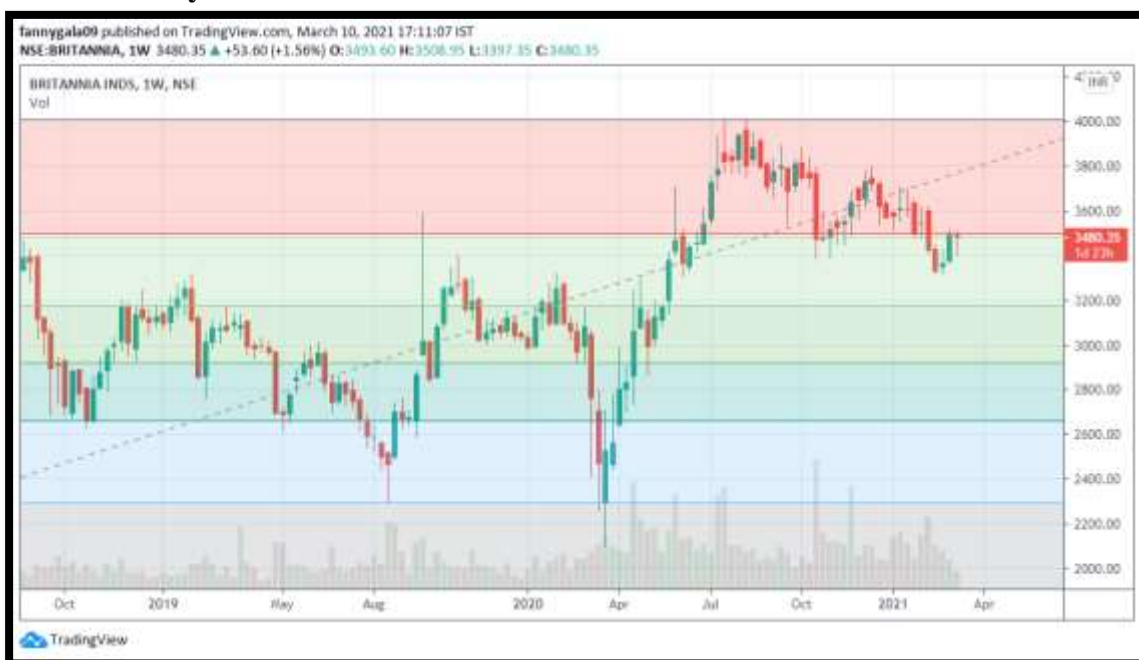 fannygala09 published on TradingView.com, March 10, 2021 17:11:07 IST
NSE:BRITANNIA, 1W 3480.35 ▲ +53.60 (+1.56%) O:3493.60 H:3508.95 L:3397.35 C:3480.35
BRITANNIA INDS, 1W, NSE
Vol
INR
4000.00
3800.00
3600.00
3480.35
1d 23h
3400.00
3200.00
3000.00
2800.00
2600.00
2400.00
2200.00
2000.00
Oct 2019 May Aug 2020 Apr Jul Oct 2021 Apr
TradingView